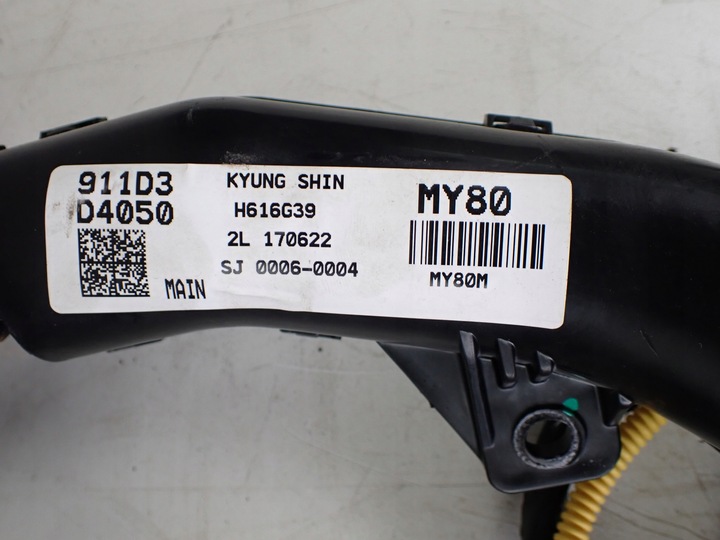 911D3
D4050
MAIN
KYUNG SHIN
H616G39
2L 170622
SJ 0006-0004
MY80
MY80M